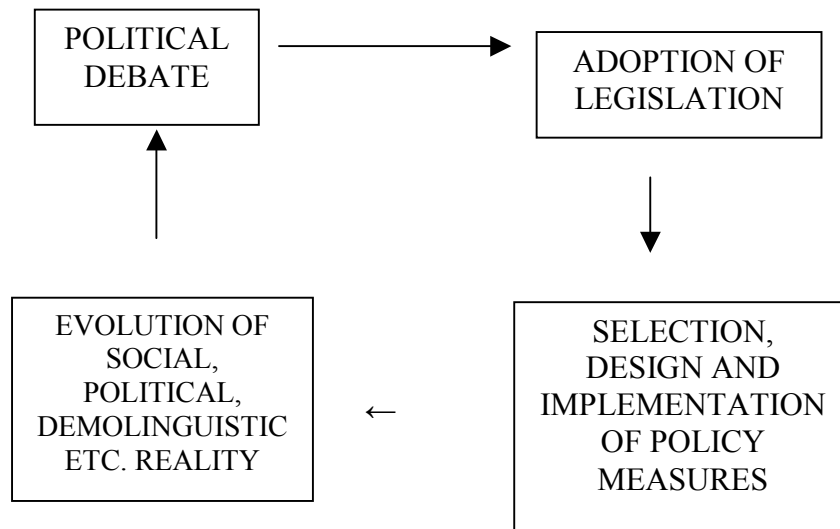 POLITICAL
DEBATE
ADOPTION OF
LEGISLATION
EVOLUTION OF
SOCIAL,
POLITICAL,
DEMOLINGUISTIC
ETC. REALITY
SELECTION,
DESIGN AND
IMPLEMENTATION
OF POLICY
MEASURES